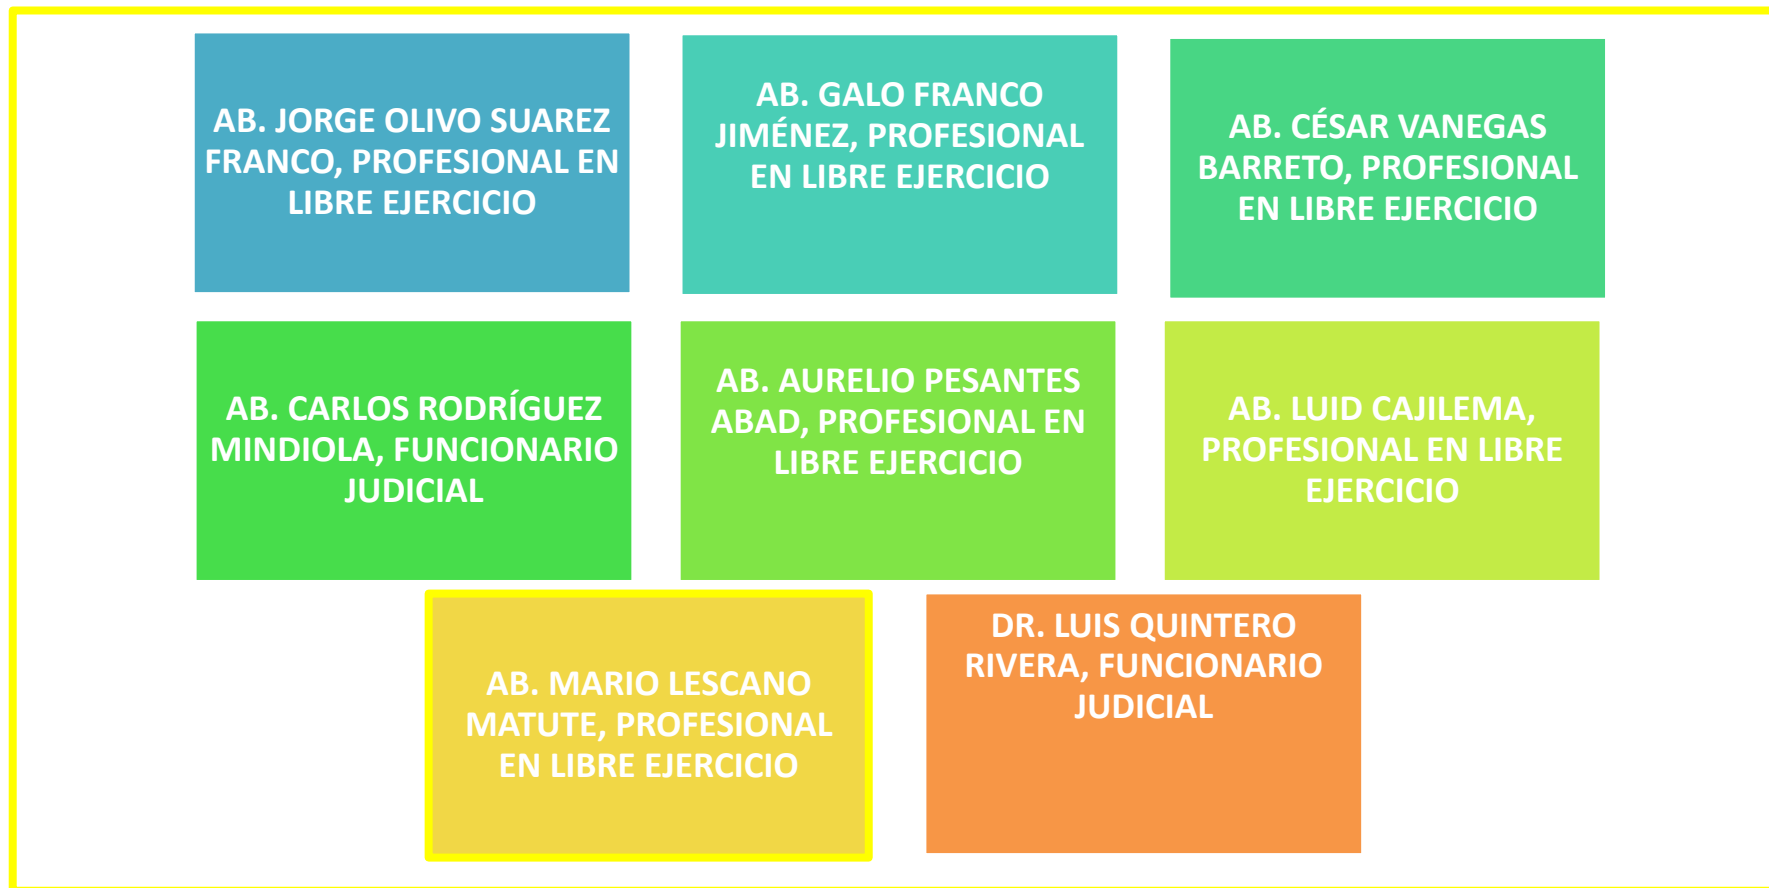 AB. JORGE OLIVO SUAREZ
FRANCO, PROFESIONAL EN
LIBRE EJERCICIO
AB. GALO FRANCO
JIMÉNEZ, PROFESIONAL
EN LIBRE EJERCICIO
AB. CÉSAR VANEGAS
BARRETO, PROFESIONAL
EN LIBRE EJERCICIO
AB. CARLOS RODRÍGUEZ
MINDIOLA, FUNCIONARIO
JUDICIAL
AB. AURELIO PESANTES
ABAD, PROFESIONAL EN
LIBRE EJERCICIO
AB. LUID CAJILEMA,
PROFESIONAL EN LIBRE
EJERCICIO
AB. MARIO LESCANO
MATUTE, PROFESIONAL
EN LIBRE EJERCICIO
DR. LUIS QUINTERO
RIVERA, FUNCIONARIO
JUDICIAL